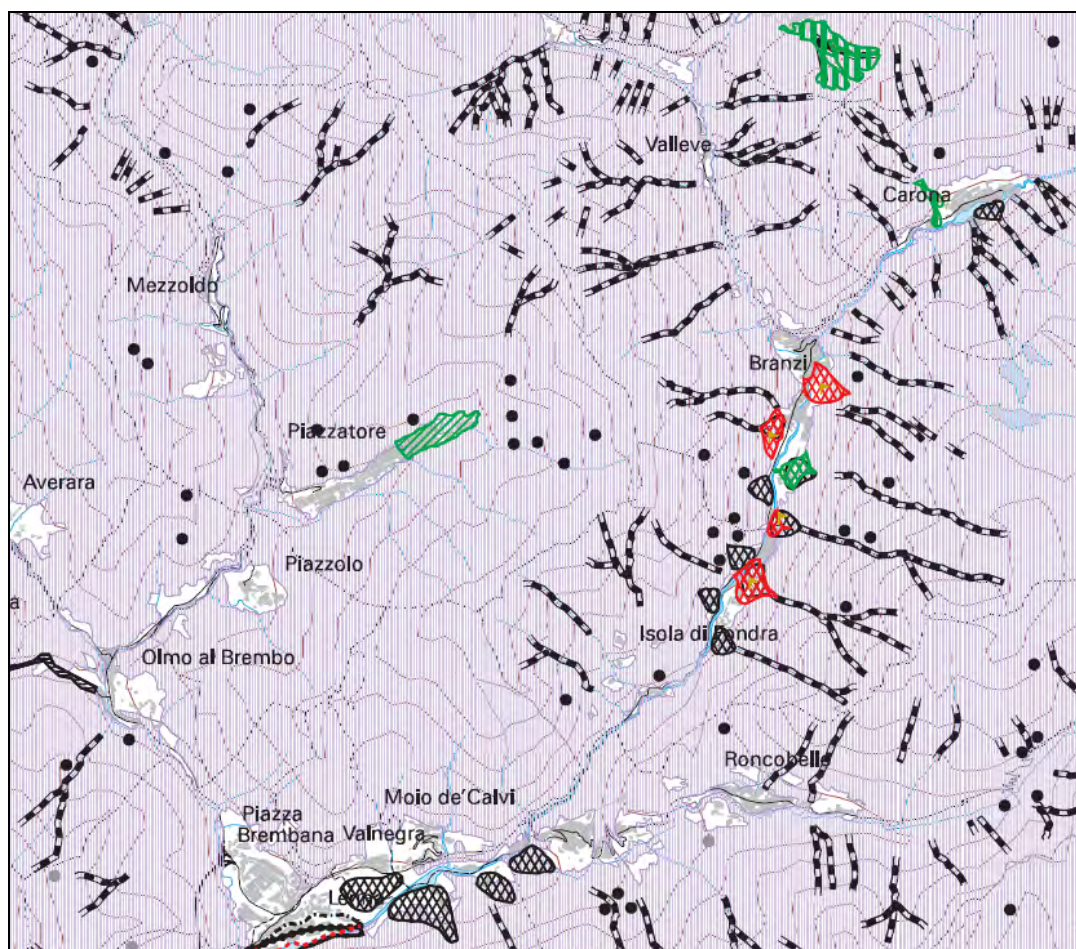 Valleve
Carona
Mezzoldo
Branzi
Piazzatore
Averara
Piazzolo
a
Isola di Fondra
Olmo al Brembo
Roncobello
Moio de'Calvi
Piazza
Brembana
Valnegra